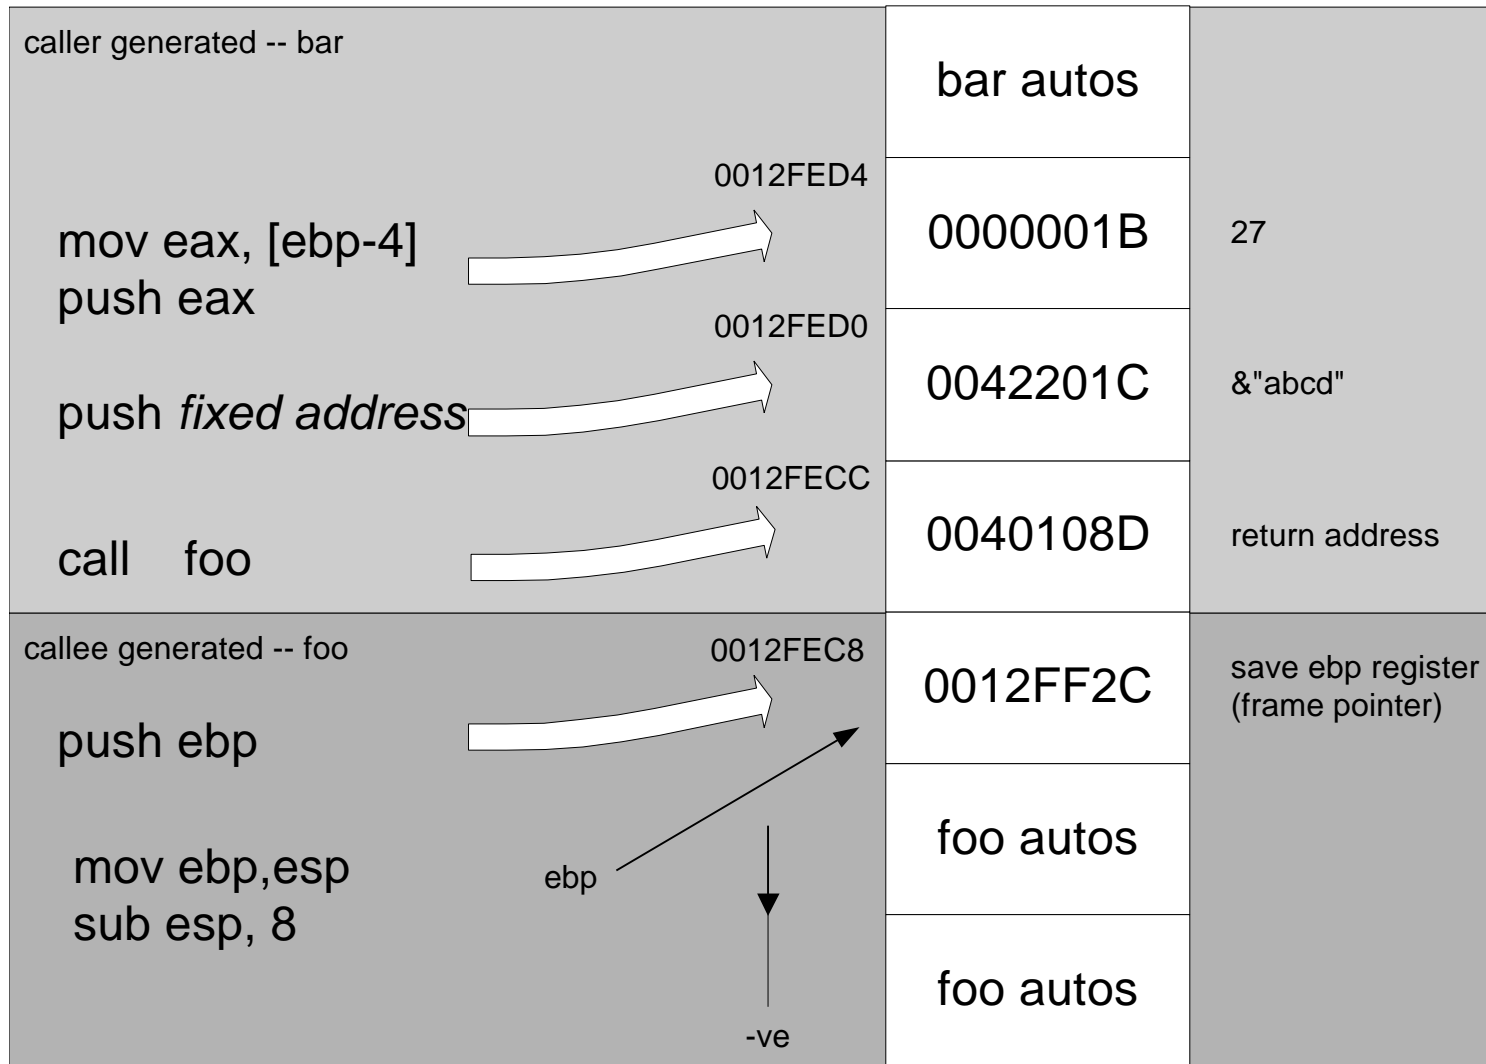 caller generated -- bar
bar autos
0012FED4
mov eax, [ebp-4]
push eax
0000001B
27
0012FED0
push fixed address
0042201C
&"abcd"
0012FECC
call foo
0040108D
return address
callee generated -- foo
0012FEC8
push ebp
0012FF2C
save ebp register
(frame pointer)
mov ebp,esp
sub esp, 8
ebp
foo autos
-ve
foo autos